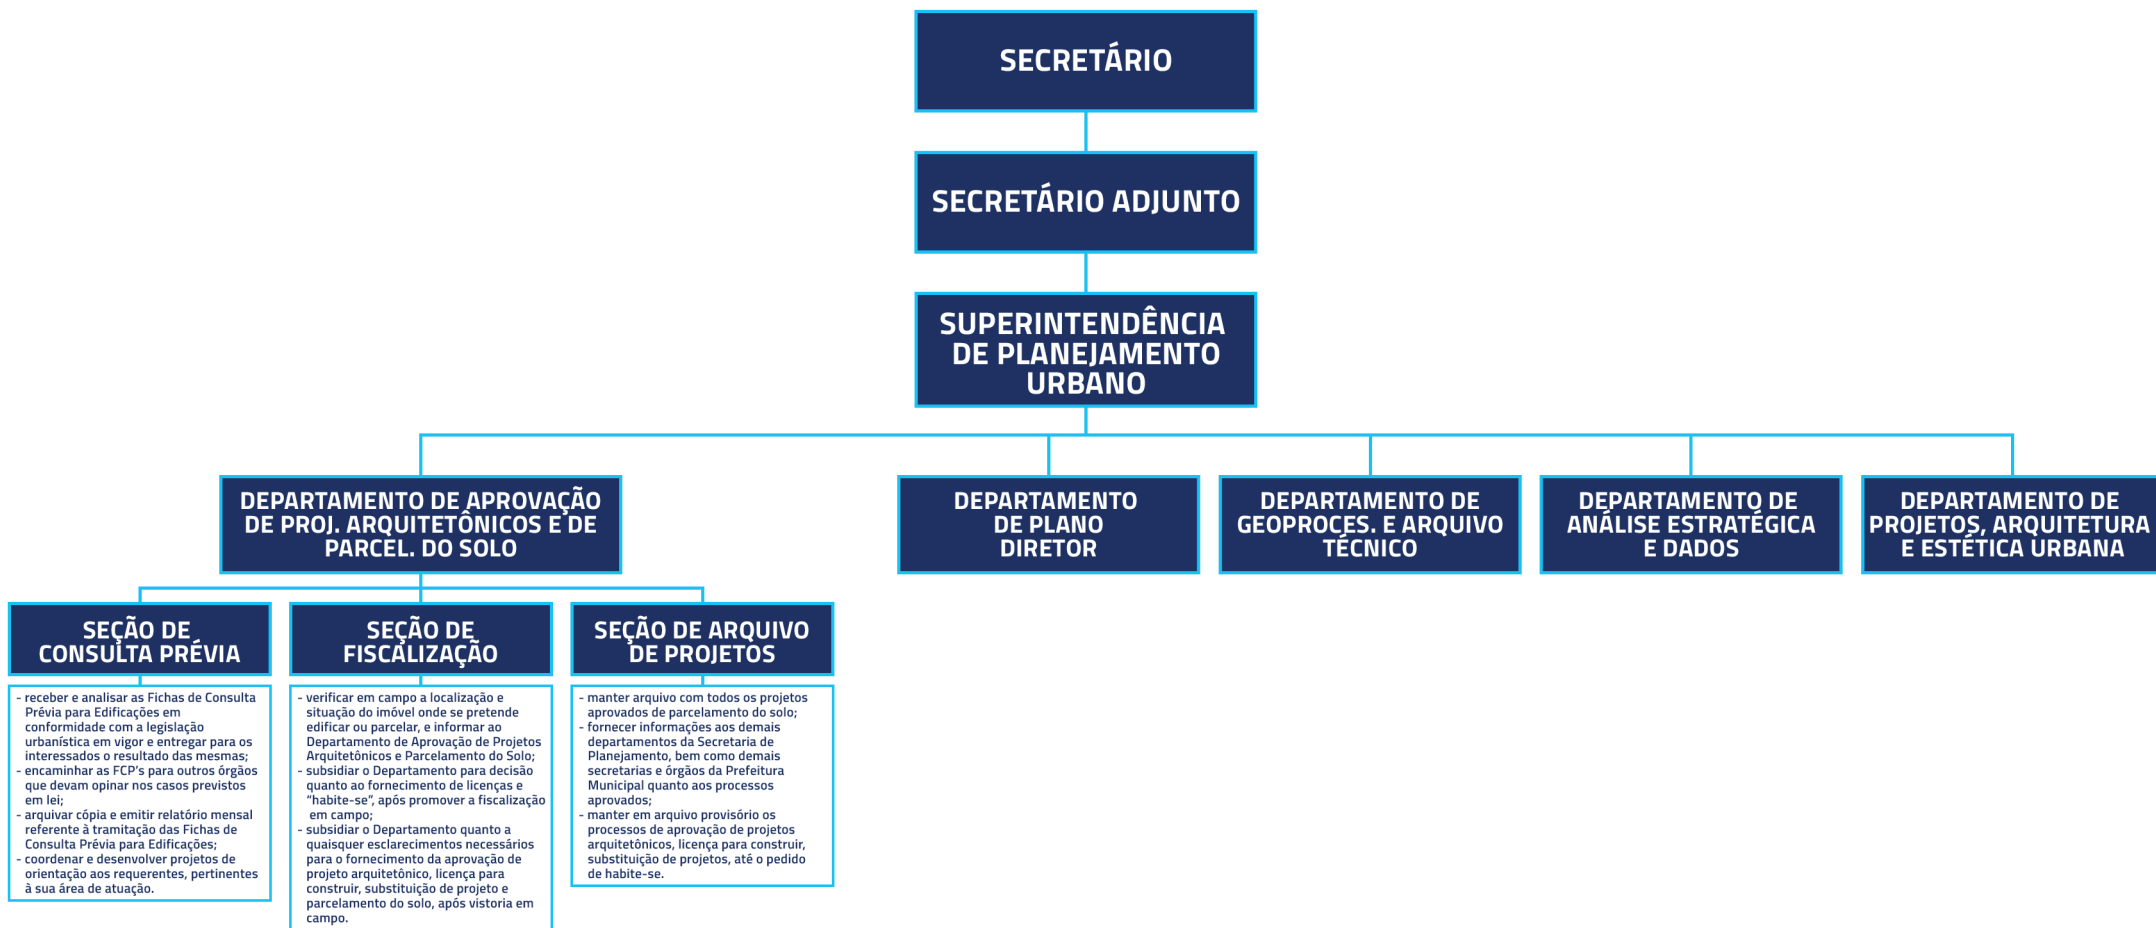 SECRETÁRIO
SECRETÁRIO ADJUNTO
SUPERINTENDÊNCIA
DE PLANEJAMENTO
URBANO
DEPARTAMENTO DE APROVAÇÃO
DE PROJ. ARQUITETÔNICOS E DE
PARCEL. DO SOLO
DEPARTAMENTO
DE PLANO
DIRETOR
DEPARTAMENTO DE
GEOPROCES. E ARQUIVO
TÉCNICO
DEPARTAMENTO DE
ANÁLISE ESTRATÉGICA
E DADOS
DEPARTAMENTO DE
PROJETOS, ARQUITETURA
E ESTÉTICA URBANA
SEÇÃO DE
CONSULTA PRÉVIA
- receber e analisar as Fichas de Consulta
Prévia para Edificações em
conformidade com a legislação
urbanística em vigor e entregar para os
interessados o resultado das mesmas;
- encaminhar as FCP's para outros órgãos
que devam opinar nos casos previstos
em lei;
- arquivar cópia e emitir relatório mensal
referente à tramitação das Fichas de
Consulta Prévia para Edificações;
- coordenar e desenvolver projetos de
orientação aos requerentes, pertinentes
à sua área de atuação.
SEÇÃO DE
FISCALIZAÇÃO
- verificar em campo a localização e
situação do imóvel onde se pretende
edificar ou parcelar, e informar ao
Departamento de Aprovação de Projetos
Arquitetônicos e Parcelamento do Solo;
- subsidiar o Departamento para decisão
quanto ao fornecimento de licenças e
“habite-se”, após promover a fiscalização
em campo;
- subsidiar o Departamento quanto a
quaisquer esclarecimentos necessários
para o fornecimento da aprovação de
projeto arquitetônico, licença para
construir, substituição de projeto e
parcelamento do solo, após vistoria em
campo.
SEÇÃO DE ARQUIVO
DE PROJETOS
- manter arquivo com todos os projetos
aprovados de parcelamento do solo;
- fornecer informações aos demais
departamentos da Secretaria de
Planejamento, bem como demais
secretarias e órgãos da Prefeitura
Municipal quanto aos processos
aprovados;
- manter em arquivo provisório os
processos de aprovação de projetos
arquitetônicos, licença para construir,
substituição de projetos, até o pedido
de habite-se.